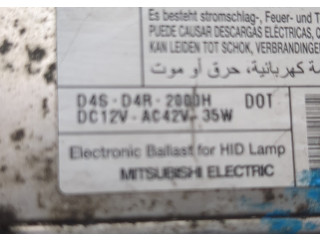 Es besteht stromschlag-, Feuer- und
PUEDE CAUSAR DESCARGAS ELÉCTRICAS,
KAN LEIDEN TOT SCHOK, VERBRANDINGEN
كهربائية، حرق أو موت
D4S - D4R - 2000H DOT
DC12V - AC42V - 35W
Electronic Ballast for HID Lamp
MITSUBISHI ELECTRIC